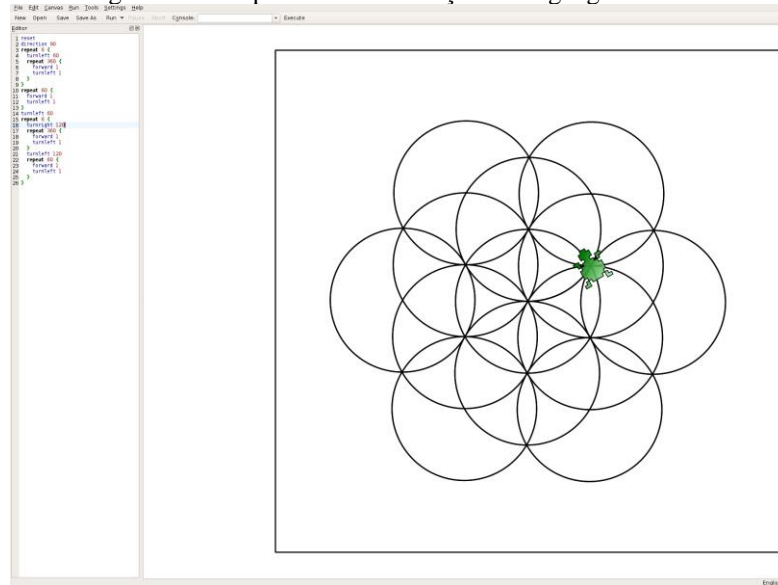 File Edit Canvas Run Tools Settings Help
New Open Save Save As Run Pause Abort Console: Execute
Editor
1 reset
2 direction 90
3 repeat 6 {
4 turnleft 60
5 repeat 360 {
6 forward 1
7 turnleft 1
8 }
9 }
10 repeat 60 {
11 forward 1
12 turnleft 1
13 }
14 turnleft 60
15 repeat 6 {
16 turnright 120
17 repeat 360 {
18 forward 1
19 turnleft 1
20 }
21 turnleft 120
22 repeat 60 {
23 forward 1
24 turnleft 1
25 }
26 }